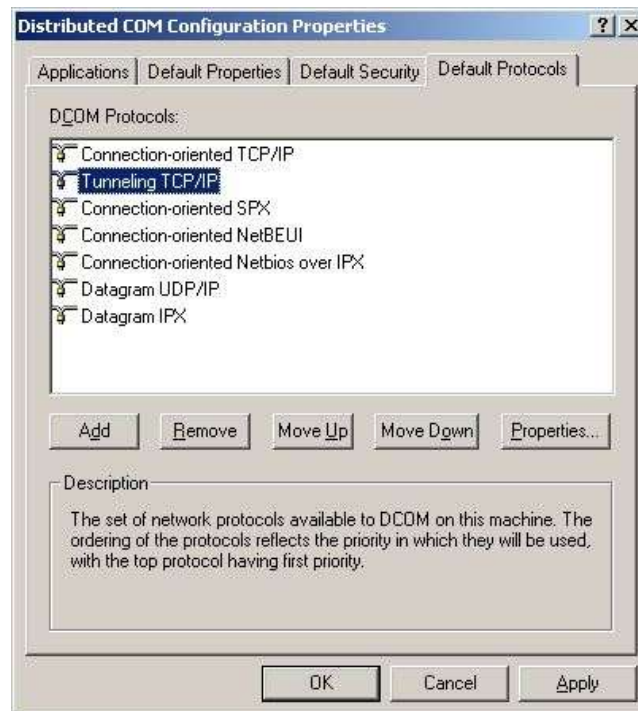 Distributed COM Configuration Properties
Applications
Default Properties
Default Security
Default Protocols
DCOM Protocols:
Connection-oriented TCP/IP
Tunneling TCP/IP
Connection-oriented SPX
Connection-oriented NetBEUI
Connection-oriented Netbios over IPX
Datagram UDP/IP
Datagram IPX
Add
Remove
Move Up
Move Down
Properties...
Description
The set of network protocols available to DCOM on this machine. The
ordering of the protocols reflects the priority in which they will be used,
with the top protocol having first priority.
OK
Cancel
Apply